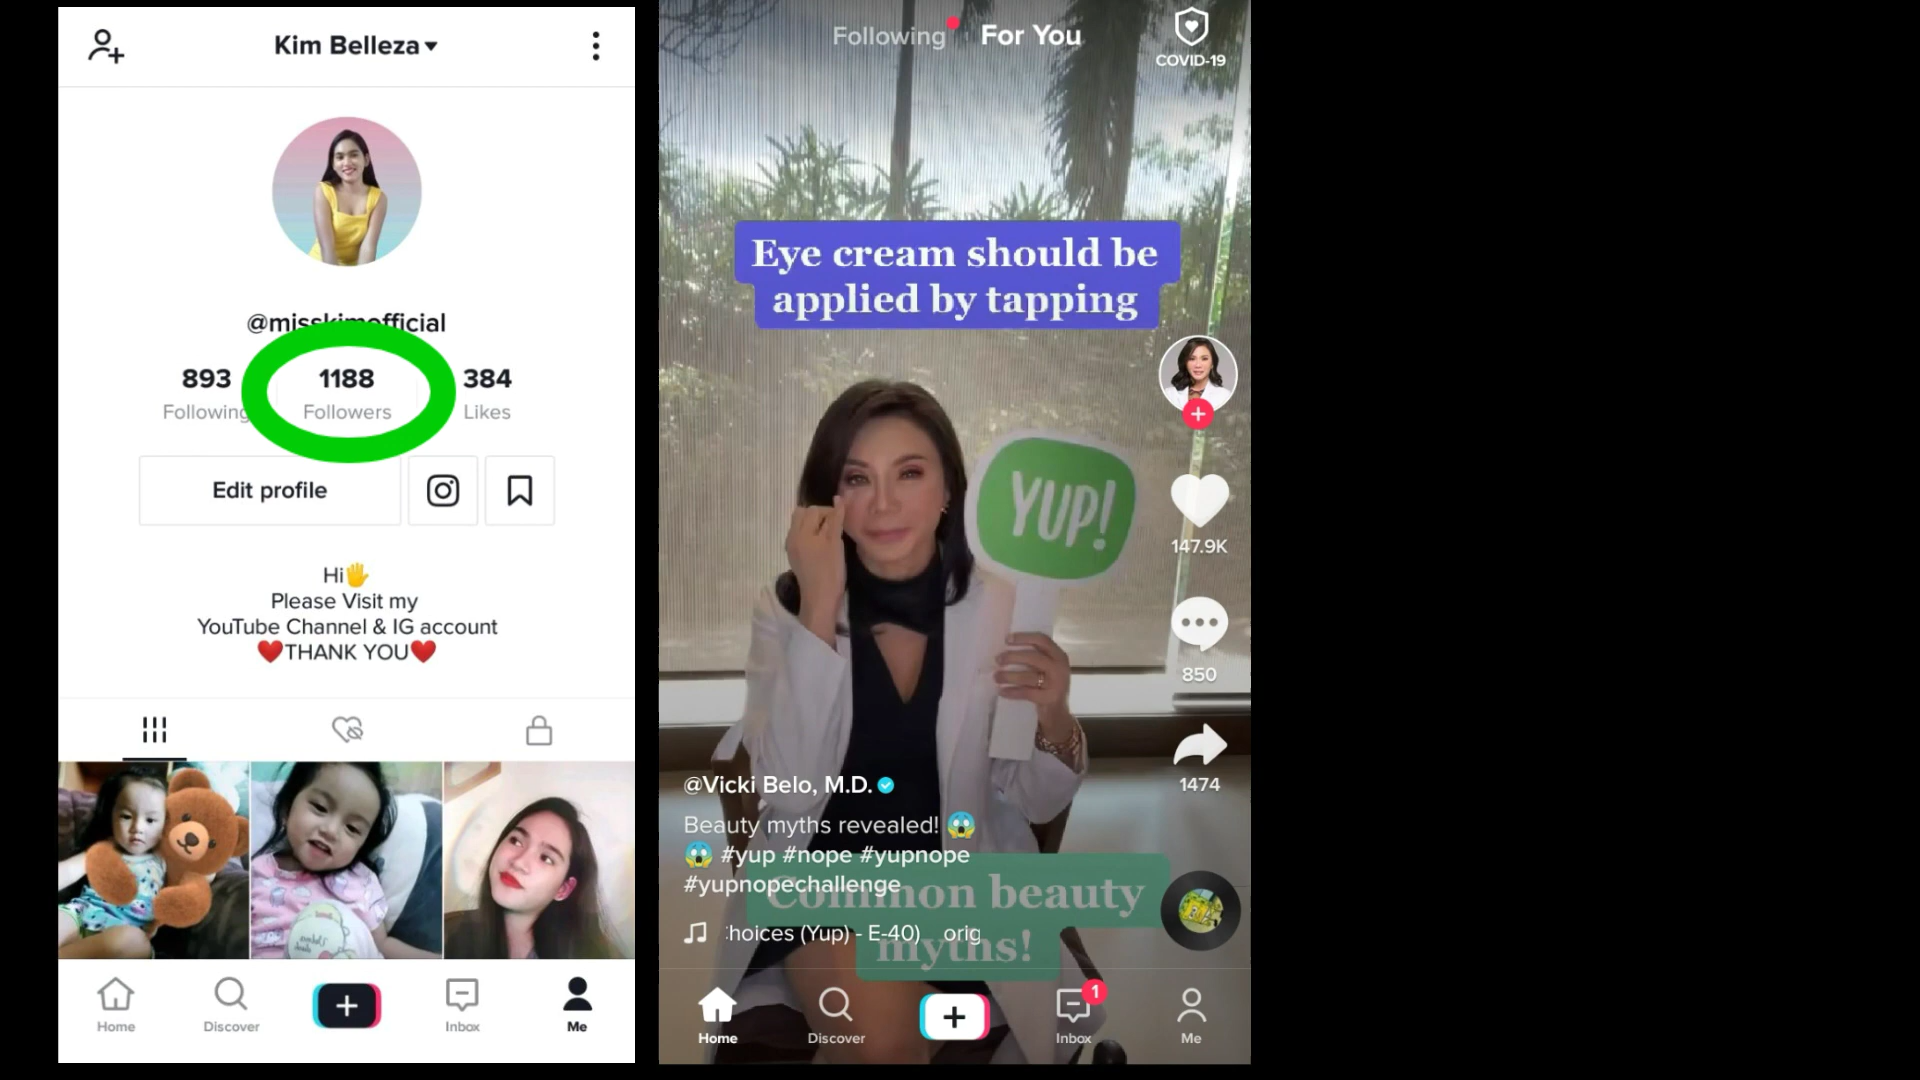 Kim Belleza
@misskimofficial
893
Following
1188
Followers
384
Likes
Edit profile
Hi🖐
Please Visit my
YouTube Channel & IG account
❤️THANK YOU❤️
Home
Discover
Inbox
Me
Following
For You
COVID-19
Eye cream should be
applied by tapping
YUP!
147.9K
850
1474
@Vicki Belo, M.D.
Beauty myths revealed! 😱
😱 #yup #nope #yupnope
#yupnopechallenge
Common beauty
myths!
hoices (Yup) - E-40) orig
Home
Discover
1
Inbox
Me